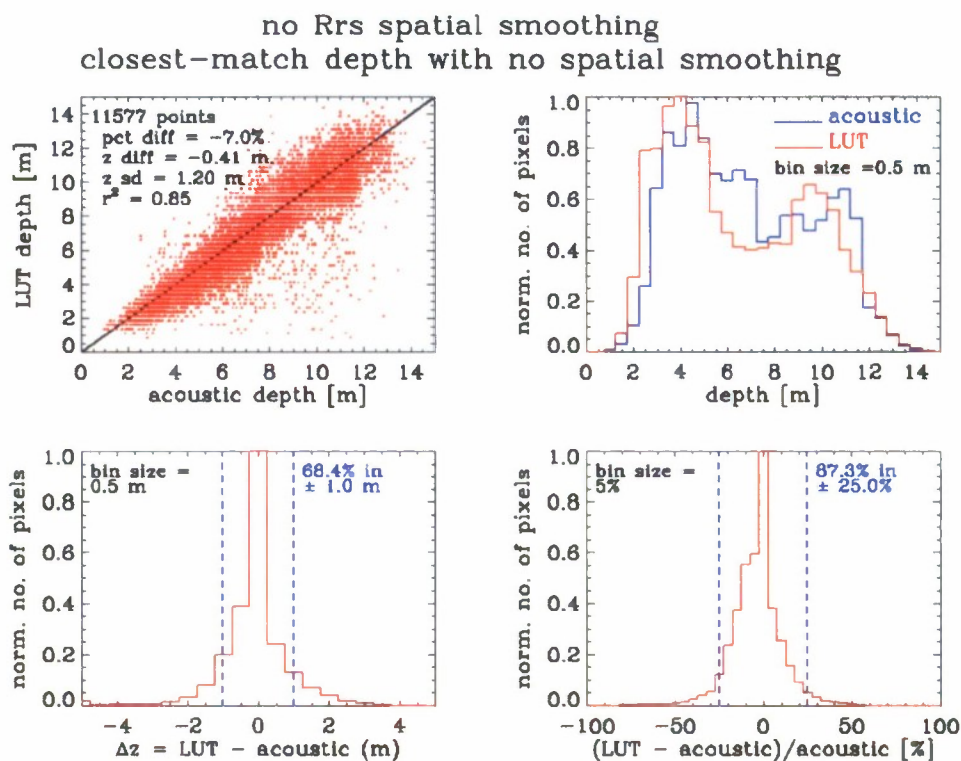 no Rrs spatial smoothing
closest-match depth with no spatial smoothing
11577 points
pct diff = -7.0%
z diff = -0.41 m
z sd = 1.20 m
r² = 0.85
LUT depth [m]
14
12
10
8
6
4
2
0
0 2 4 6 8 10 12 14
acoustic depth [m]
acoustic
LUT
bin size =0.5 m
norm. no. of pixels
1.0
0.8
0.6
0.4
0.2
0.0
0 2 4 6 8 10 12 14
depth [m]
bin size =
0.5 m
68.4% in
± 1.0 m
norm. no. of pixels
1.0
0.8
0.6
0.4
0.2
0.0
-4 -2 0 2 4
Δz = LUT - acoustic (m)
bin size =
5%
87.3% in
± 25.0%
norm. no. of pixels
1.0
0.8
0.6
0.4
0.2
0.0
-100 -50 0 50 100
(LUT - acoustic)/acoustic [%]